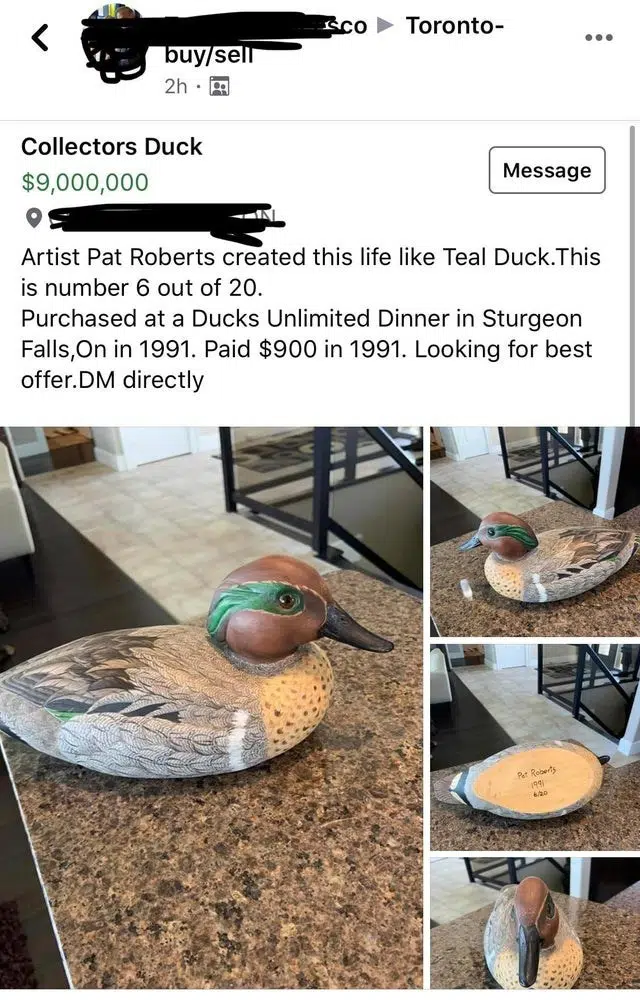 Toronto-
buy/sell
2h ·
Collectors Duck
$9,000,000
Message
Artist Pat Roberts created this life like Teal Duck.This
is number 6 out of 20.
Purchased at a Ducks Unlimited Dinner in Sturgeon
Falls,On in 1991. Paid $900 in 1991. Looking for best
offer.DM directly
Pat Roberts
1991
6/20